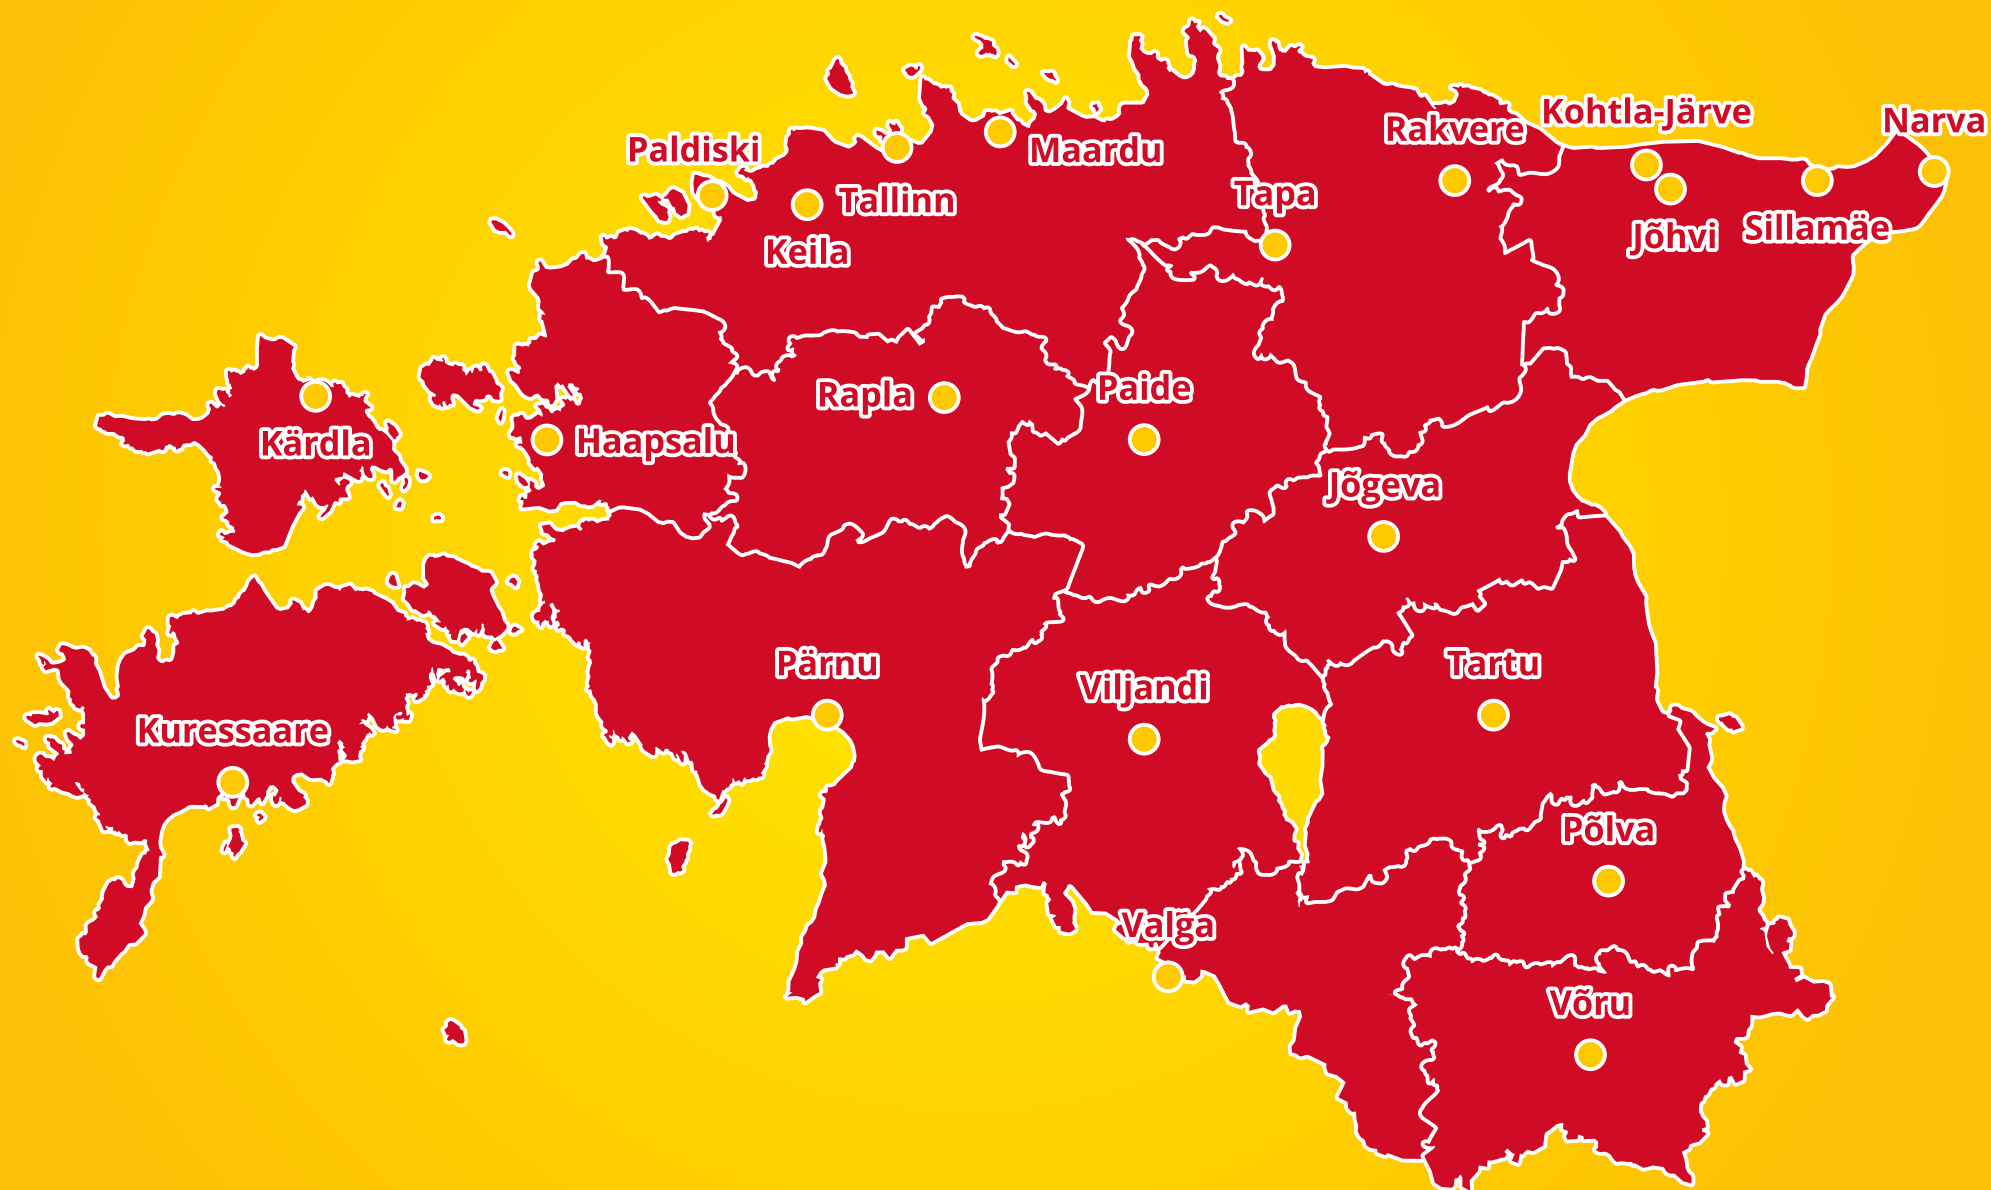 Kohtla-Järve
Narva
Rakvere
Paldiski
Maardu
Tapa
Tallinn
Sillamäe
Jõhvi
Keila
Paide
Rapla
Haapsalu
Kärdla
Jõgeva
Pärnu
Tartu
Viljandi
Kuressaare
Põlva
Valga
Võru